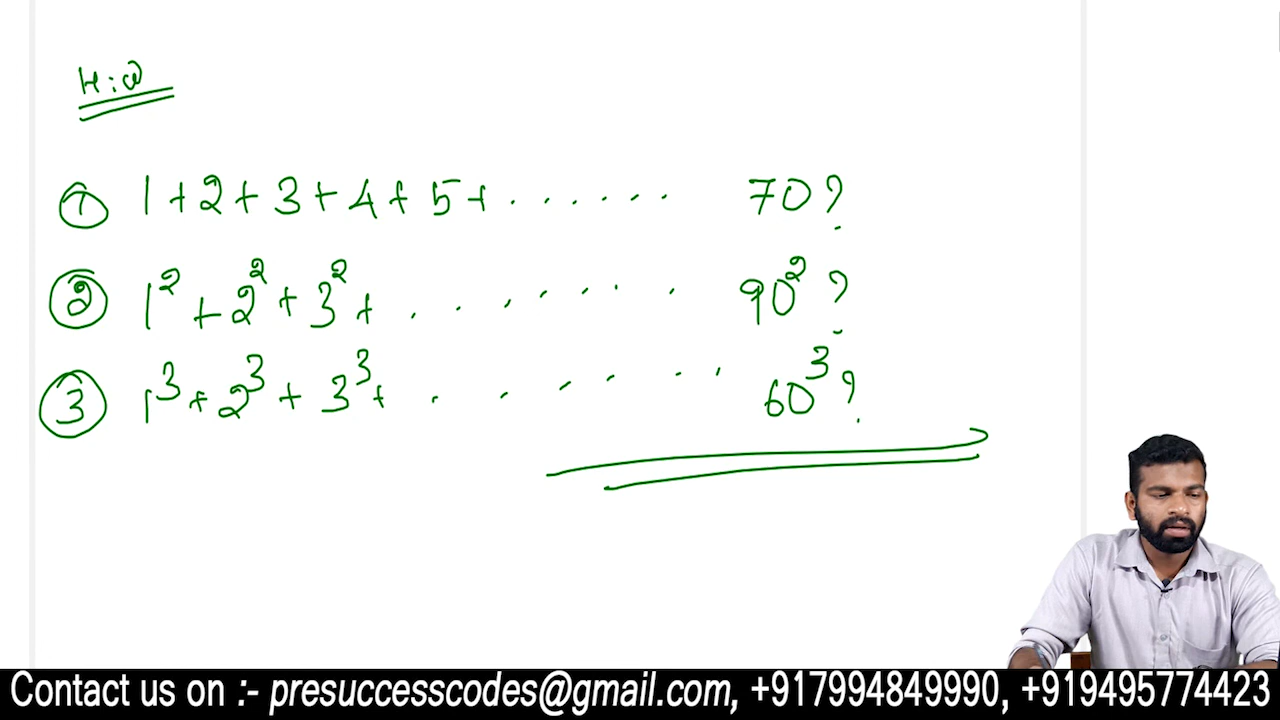 H.W
① 1 + 2 + 3 + 4 + 5 + ...... 70 ?
② 1² + 2² + 3² + ....... 90² ?
③ 1³ + 2³ + 3³ + ...... 60³ ?
Contact us on :- presuccesscodes@gmail.com, +917994849990, +919495774423